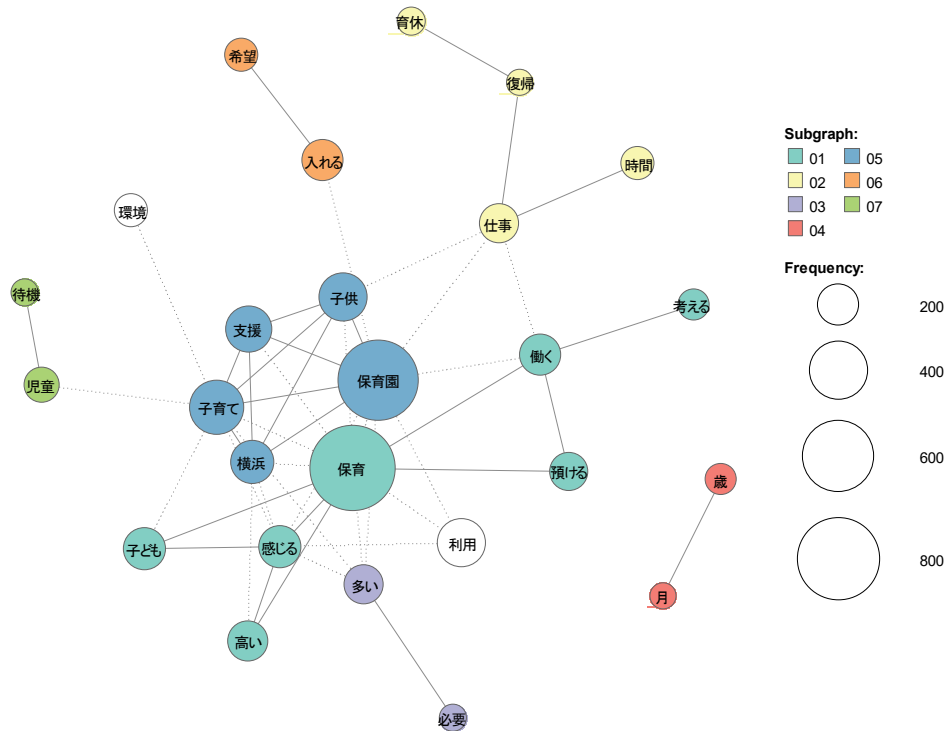 育休
希望
復帰
入れる
時間
環境
仕事
待機
子供
考える
支援
働く
児童
保育園
子育て
横浜
保育
預ける
歳
子ども
感じる
利用
多い
月
高い
必要
Subgraph:
01 05
02 06
03 07
04
Frequency:
200
400
600
800